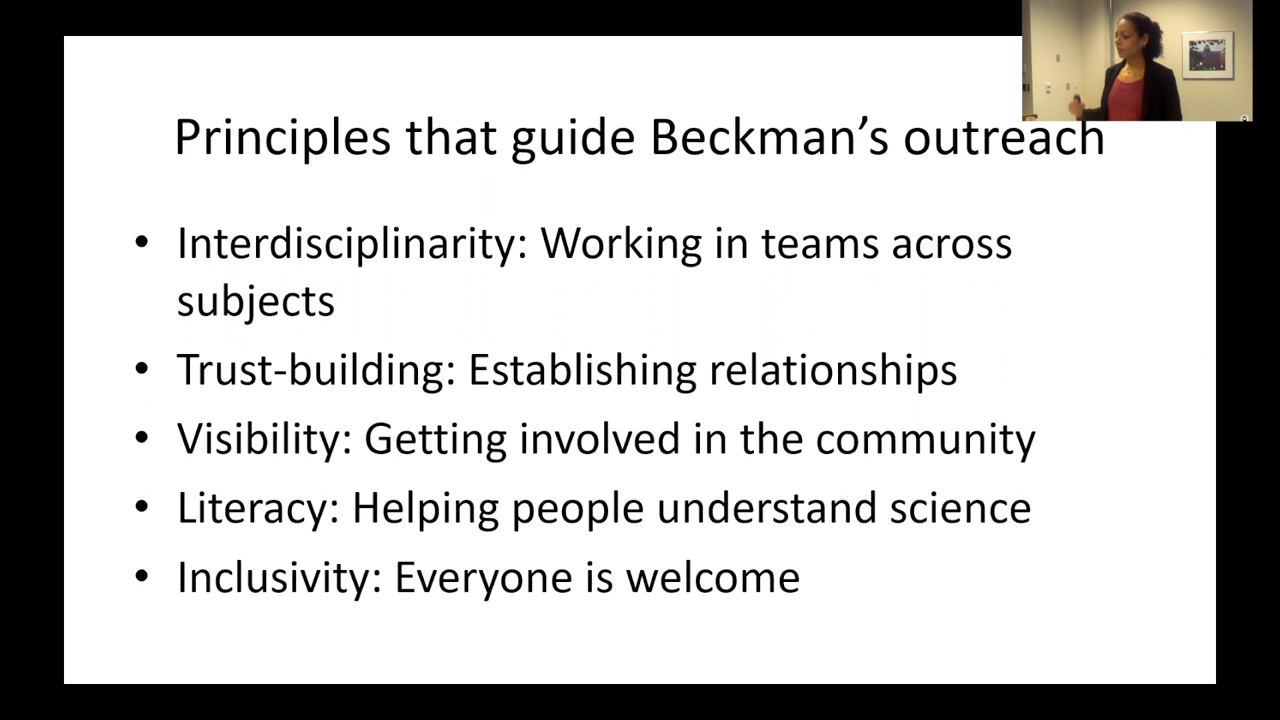 Principles that guide Beckman’s outreach
• Interdisciplinarity: Working in teams across
subjects
• Trust-building: Establishing relationships
• Visibility: Getting involved in the community
• Literacy: Helping people understand science
• Inclusivity: Everyone is welcome